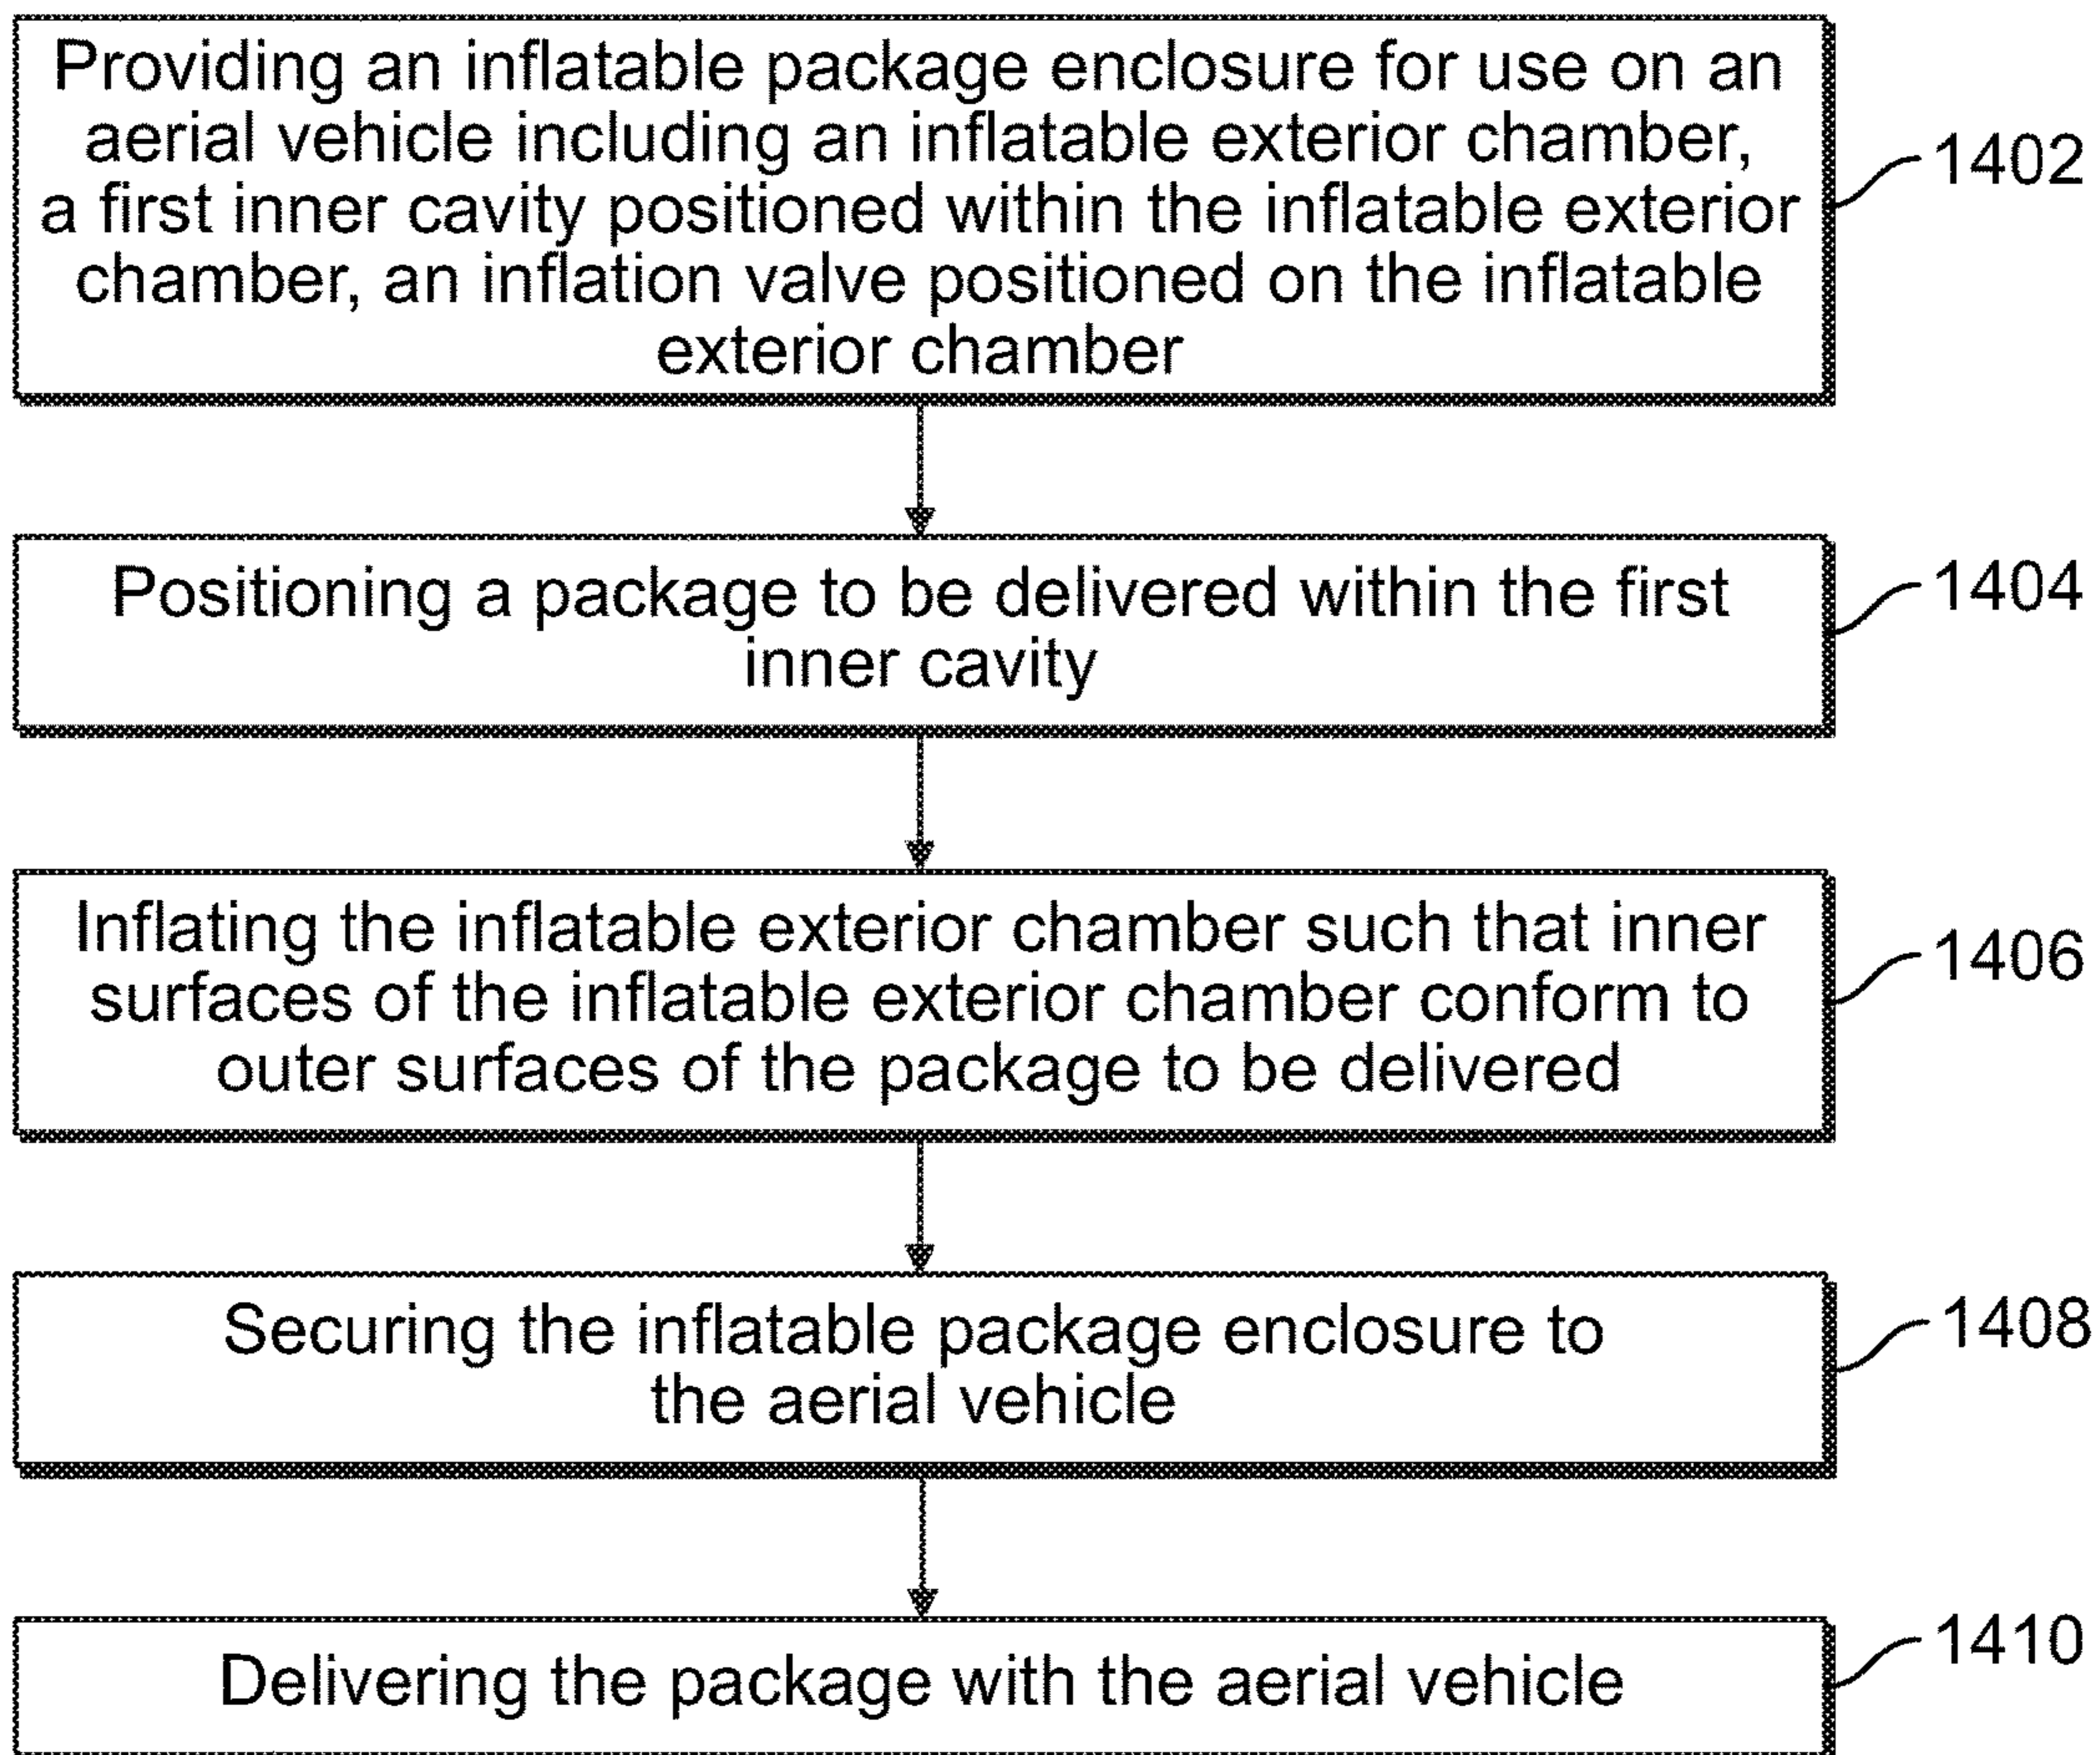 Providing an inflatable package enclosure for use on an
aerial vehicle including an inflatable exterior chamber,
a first inner cavity positioned within the inflatable exterior
chamber, an inflation valve positioned on the inflatable
exterior chamber
1402
Positioning a package to be delivered within the first
inner cavity
1404
Inflating the inflatable exterior chamber such that inner
surfaces of the inflatable exterior chamber conform to
outer surfaces of the package to be delivered
1406
Securing the inflatable package enclosure to
the aerial vehicle
1408
Delivering the package with the aerial vehicle
1410